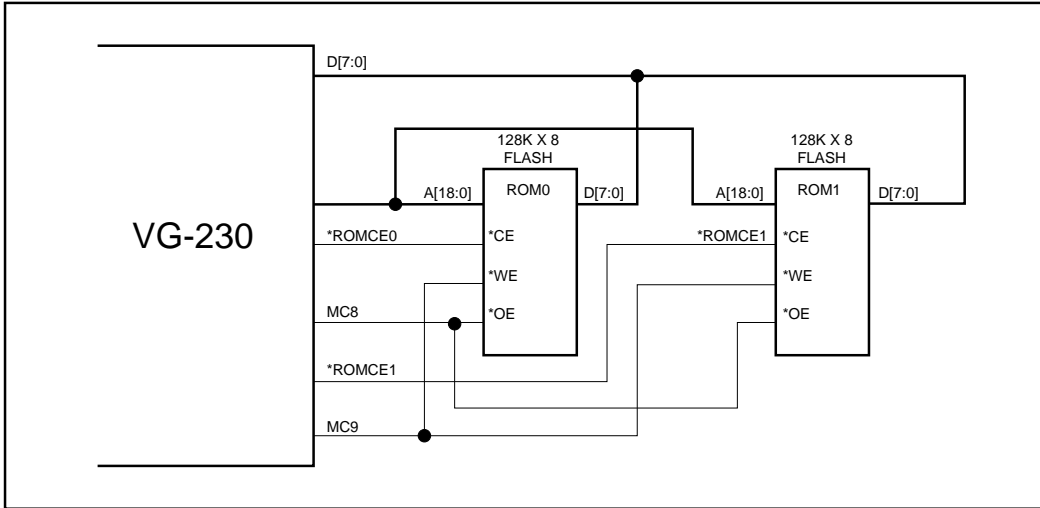 D[7:0]
128K X 8
FLASH
128K X 8
FLASH
A[18:0]
ROM0
D[7:0]
A[18:0]
ROM1
D[7:0]
VG-230
*ROMCE0
*CE
*ROMCE1
*CE
*WE
*WE
MC8
*OE
*OE
*ROMCE1
MC9